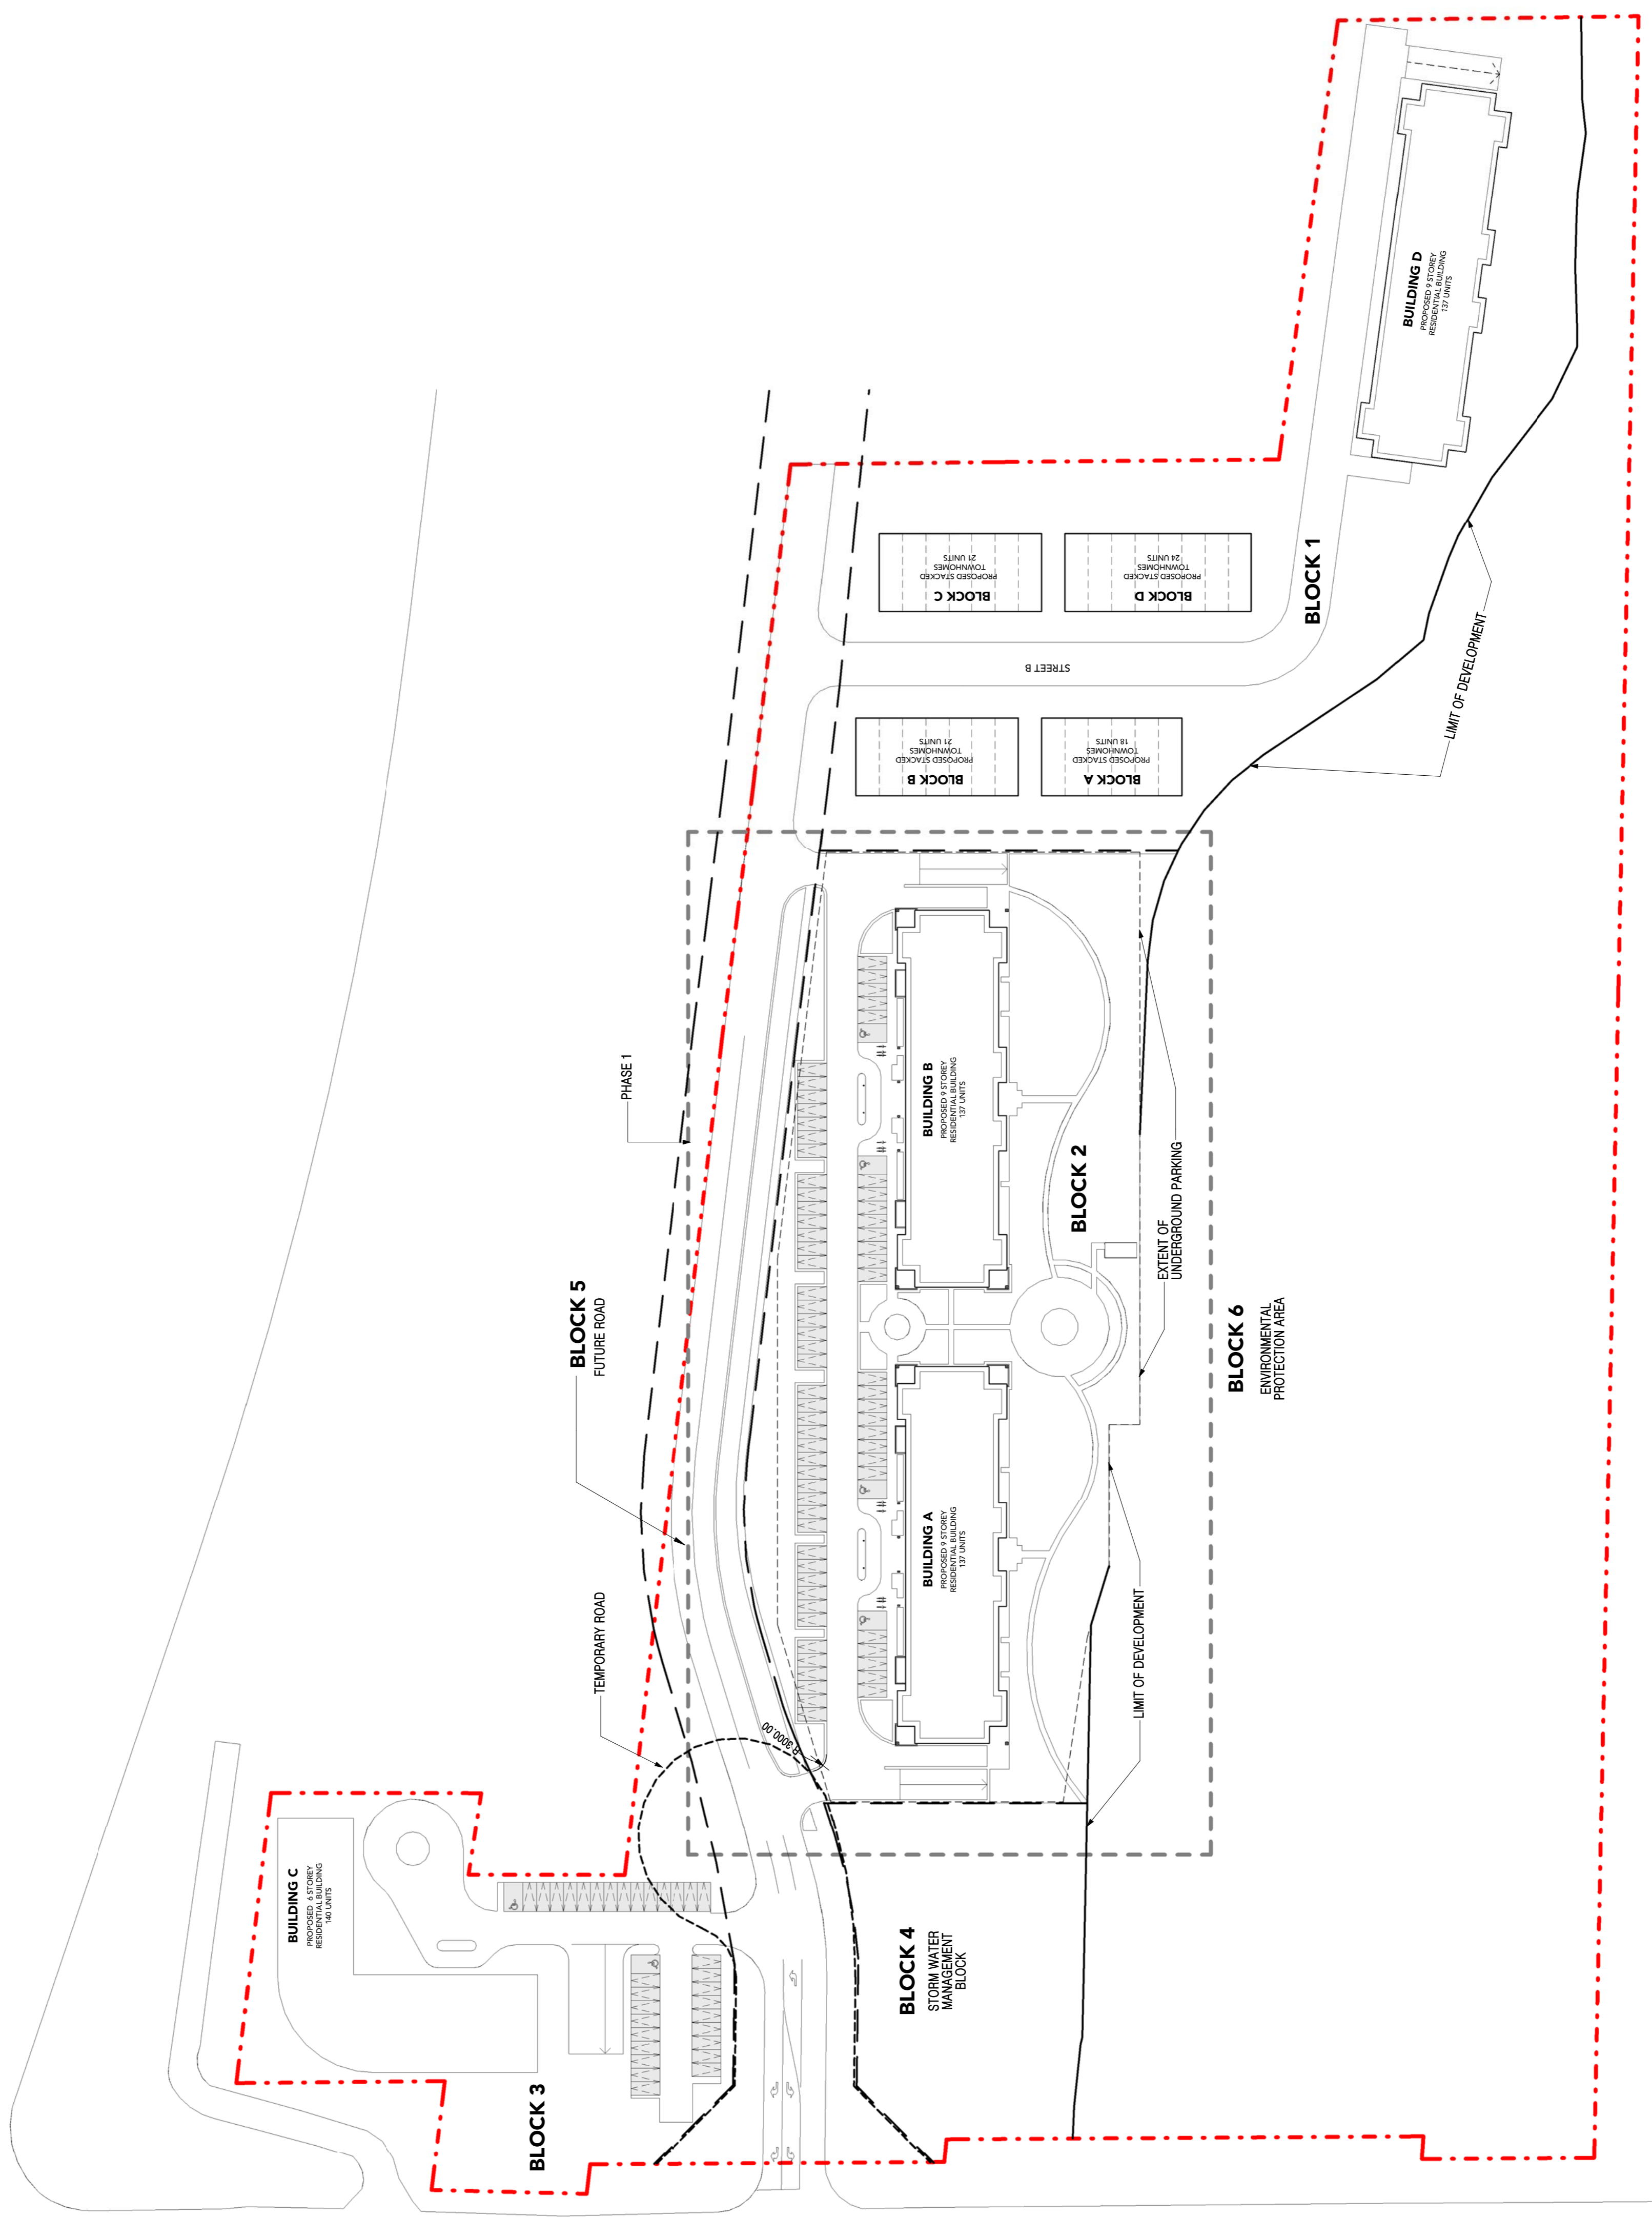 BUILDING D
PROPOSED 9 STOREY
RESIDENTIAL BUILDING
137 UNITS
BLOCK C
PROPOSED STACKED
TOWNHOMES
21 UNITS
BLOCK D
PROPOSED STACKED
TOWNHOMES
24 UNITS
BLOCK 1
STREET B
LIMIT OF DEVELOPMENT
BLOCK B
PROPOSED STACKED
TOWNHOMES
21 UNITS
BLOCK A
PROPOSED STACKED
TOWNHOMES
18 UNITS
PHASE 1
BUILDING B
PROPOSED 9 STOREY
RESIDENTIAL BUILDING
137 UNITS
BLOCK 2
EXTENT OF
UNDERGROUND PARKING
BLOCK 5
FUTURE ROAD
BLOCK 6
ENVIRONMENTAL
PROTECTION AREA
BUILDING A
PROPOSED 9 STOREY
RESIDENTIAL BUILDING
137 UNITS
TEMPORARY ROAD
LIMIT OF DEVELOPMENT
R 3000.00
BUILDING C
PROPOSED 6 STOREY
RESIDENTIAL BUILDING
140 UNITS
BLOCK 4
STORM WATER
MANAGEMENT
BLOCK
BLOCK 3